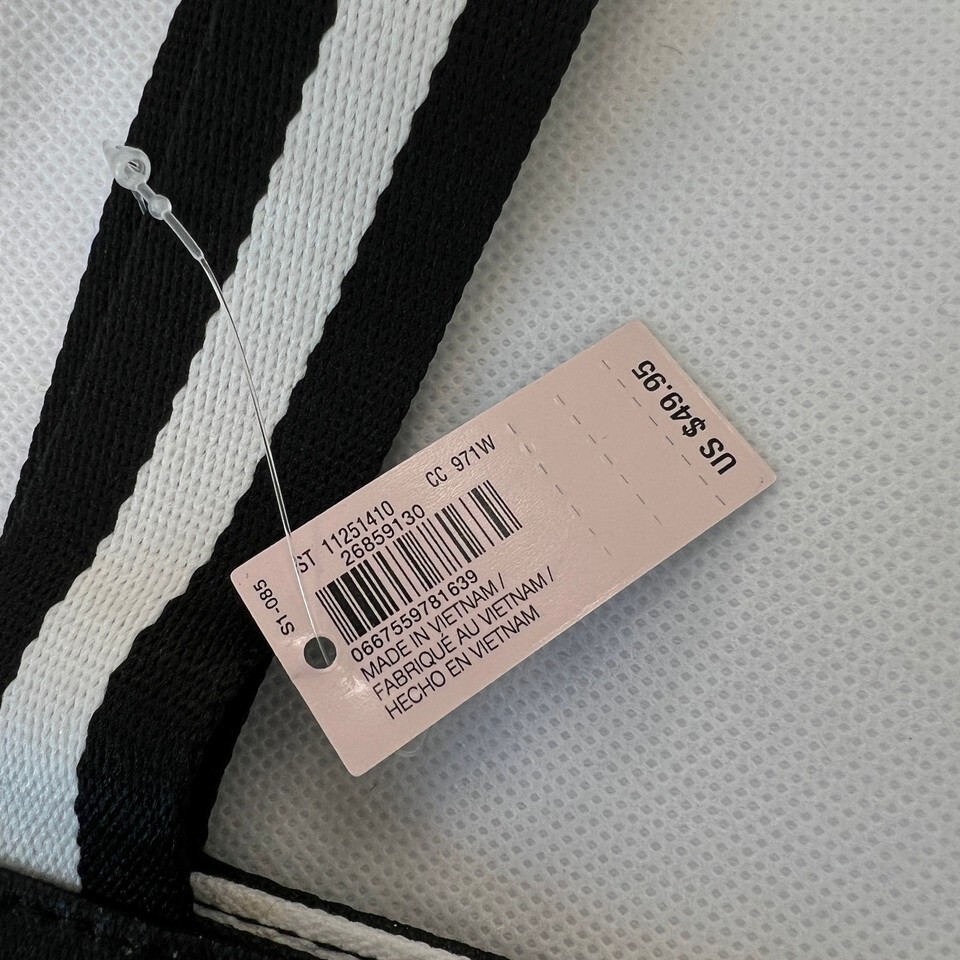 S1-085
ST 11251410 CC 971W
26859130
0667559781639
MADE IN VIETNAM /
FABRIQUÉ AU VIETNAM /
HECHO EN VIETNAM
US $49.95